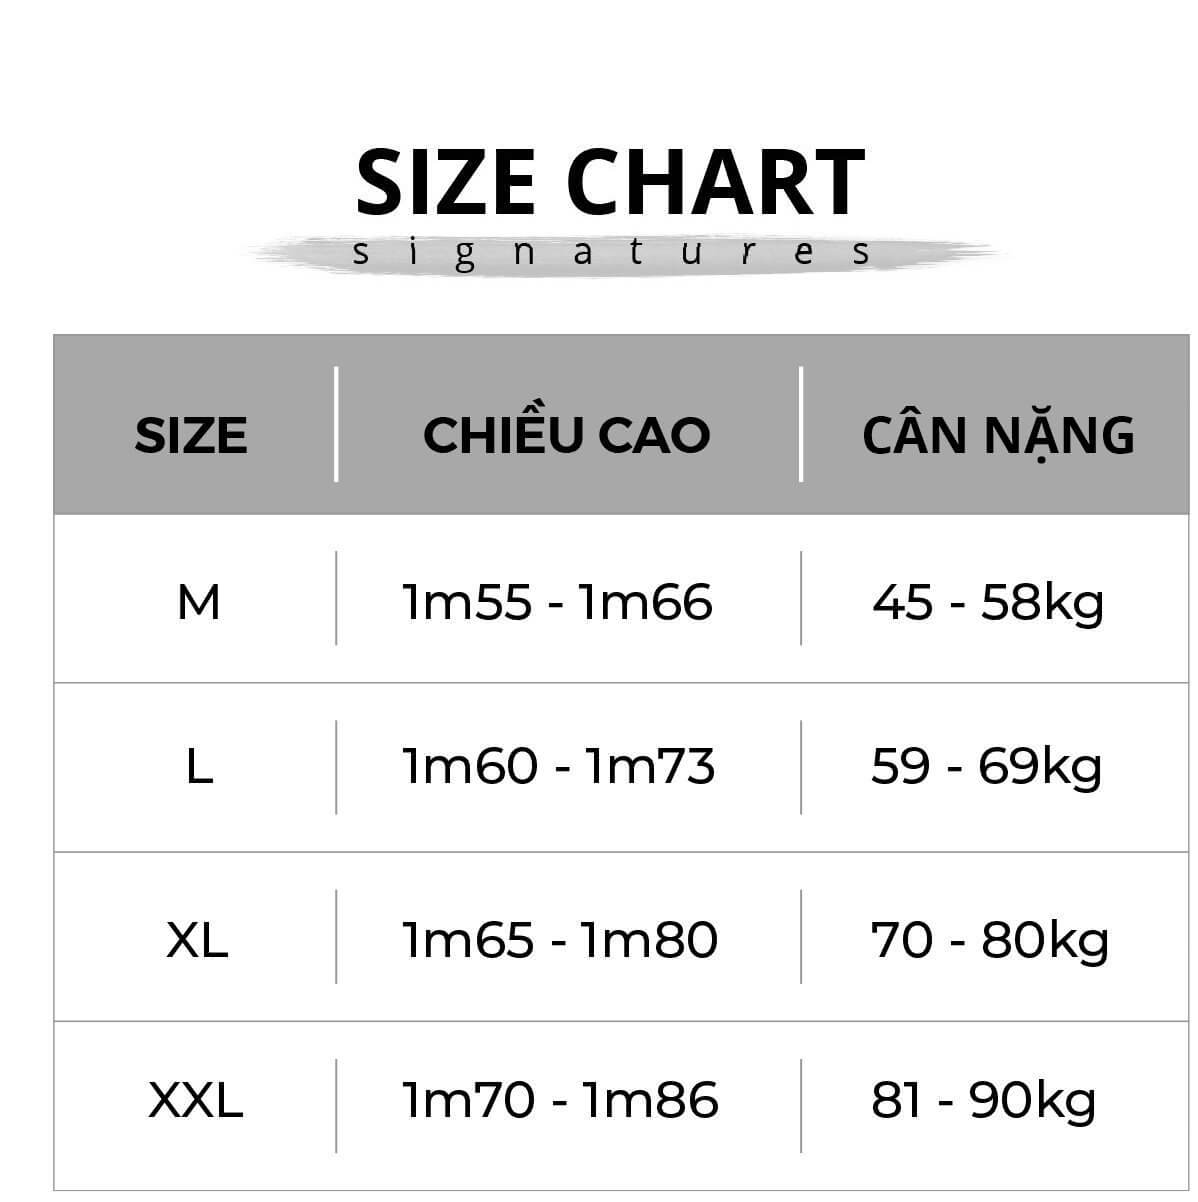 SIZE CHART
signatures
SIZE CHIỀU CAO CÂN NẶNG
M 1m55 - 1m66 45 - 58kg
L 1m60 - 1m73 59 - 69kg
XL 1m65 - 1m80 70 - 80kg
XXL 1m70 - 1m86 81 - 90kg